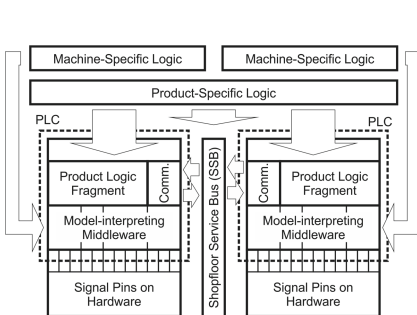 Machine-Specific Logic
Machine-Specific Logic
Product-Specific Logic
PLC
PLC
Product Logic
Fragment
Comm.
Shopfloor Service Bus (SSB)
Comm.
Product Logic
Fragment
Model-interpreting
Middleware
Model-interpreting
Middleware
Signal Pins on
Hardware
Signal Pins on
Hardware